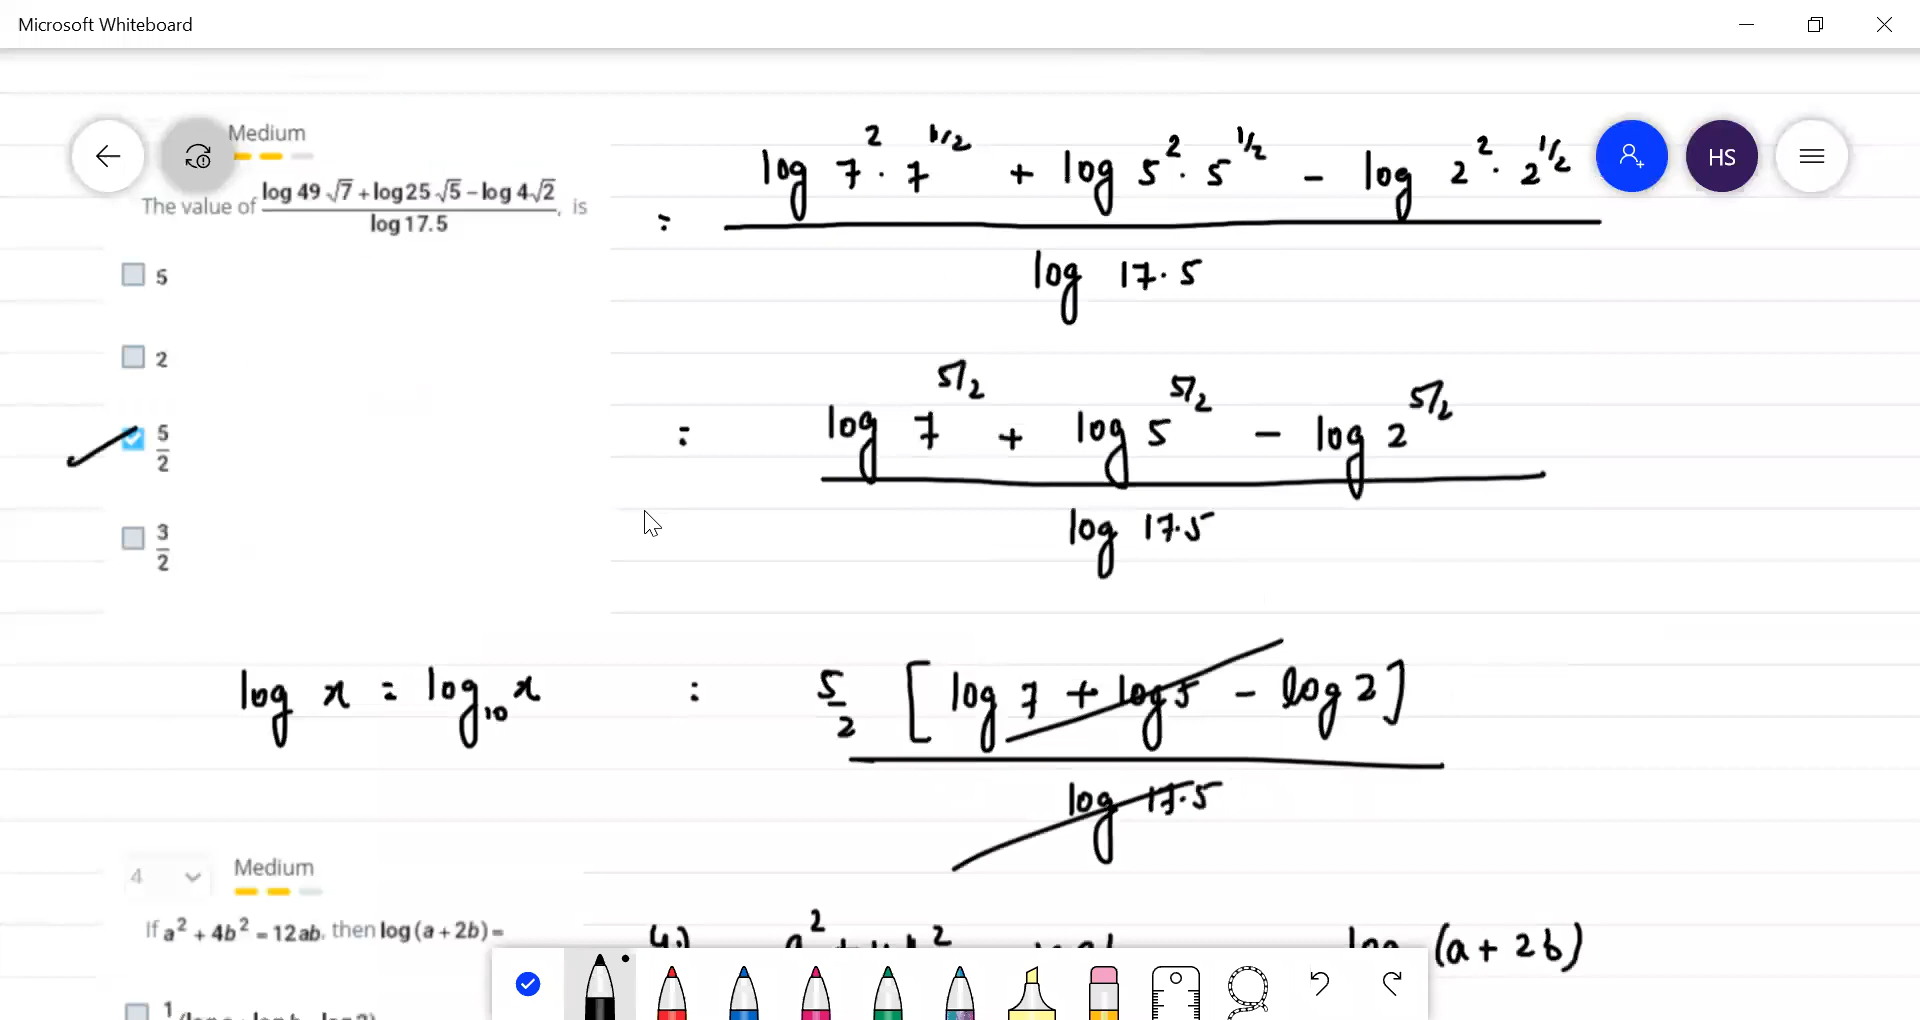 Microsoft Whiteboard
Medium
The value of (log 49 √7 + log 25 √5 − log 4√2) / log 17.5, is
5
2
5/2
3/2
= (log 7² · 7^(1/2) + log 5² · 5^(1/2) − log 2² · 2^(1/2)) / log 17.5
HS
= (log 7^(5/2) + log 5^(5/2) − log 2^(5/2)) / log 17.5
log x = log₁₀ x
= 5/2 [log 7 + log 5 − log 2] / log 17.5
4
Medium
If a² + 4b² = 12ab, then log (a + 2b) =
4.) a²
log (a + 2b)
1